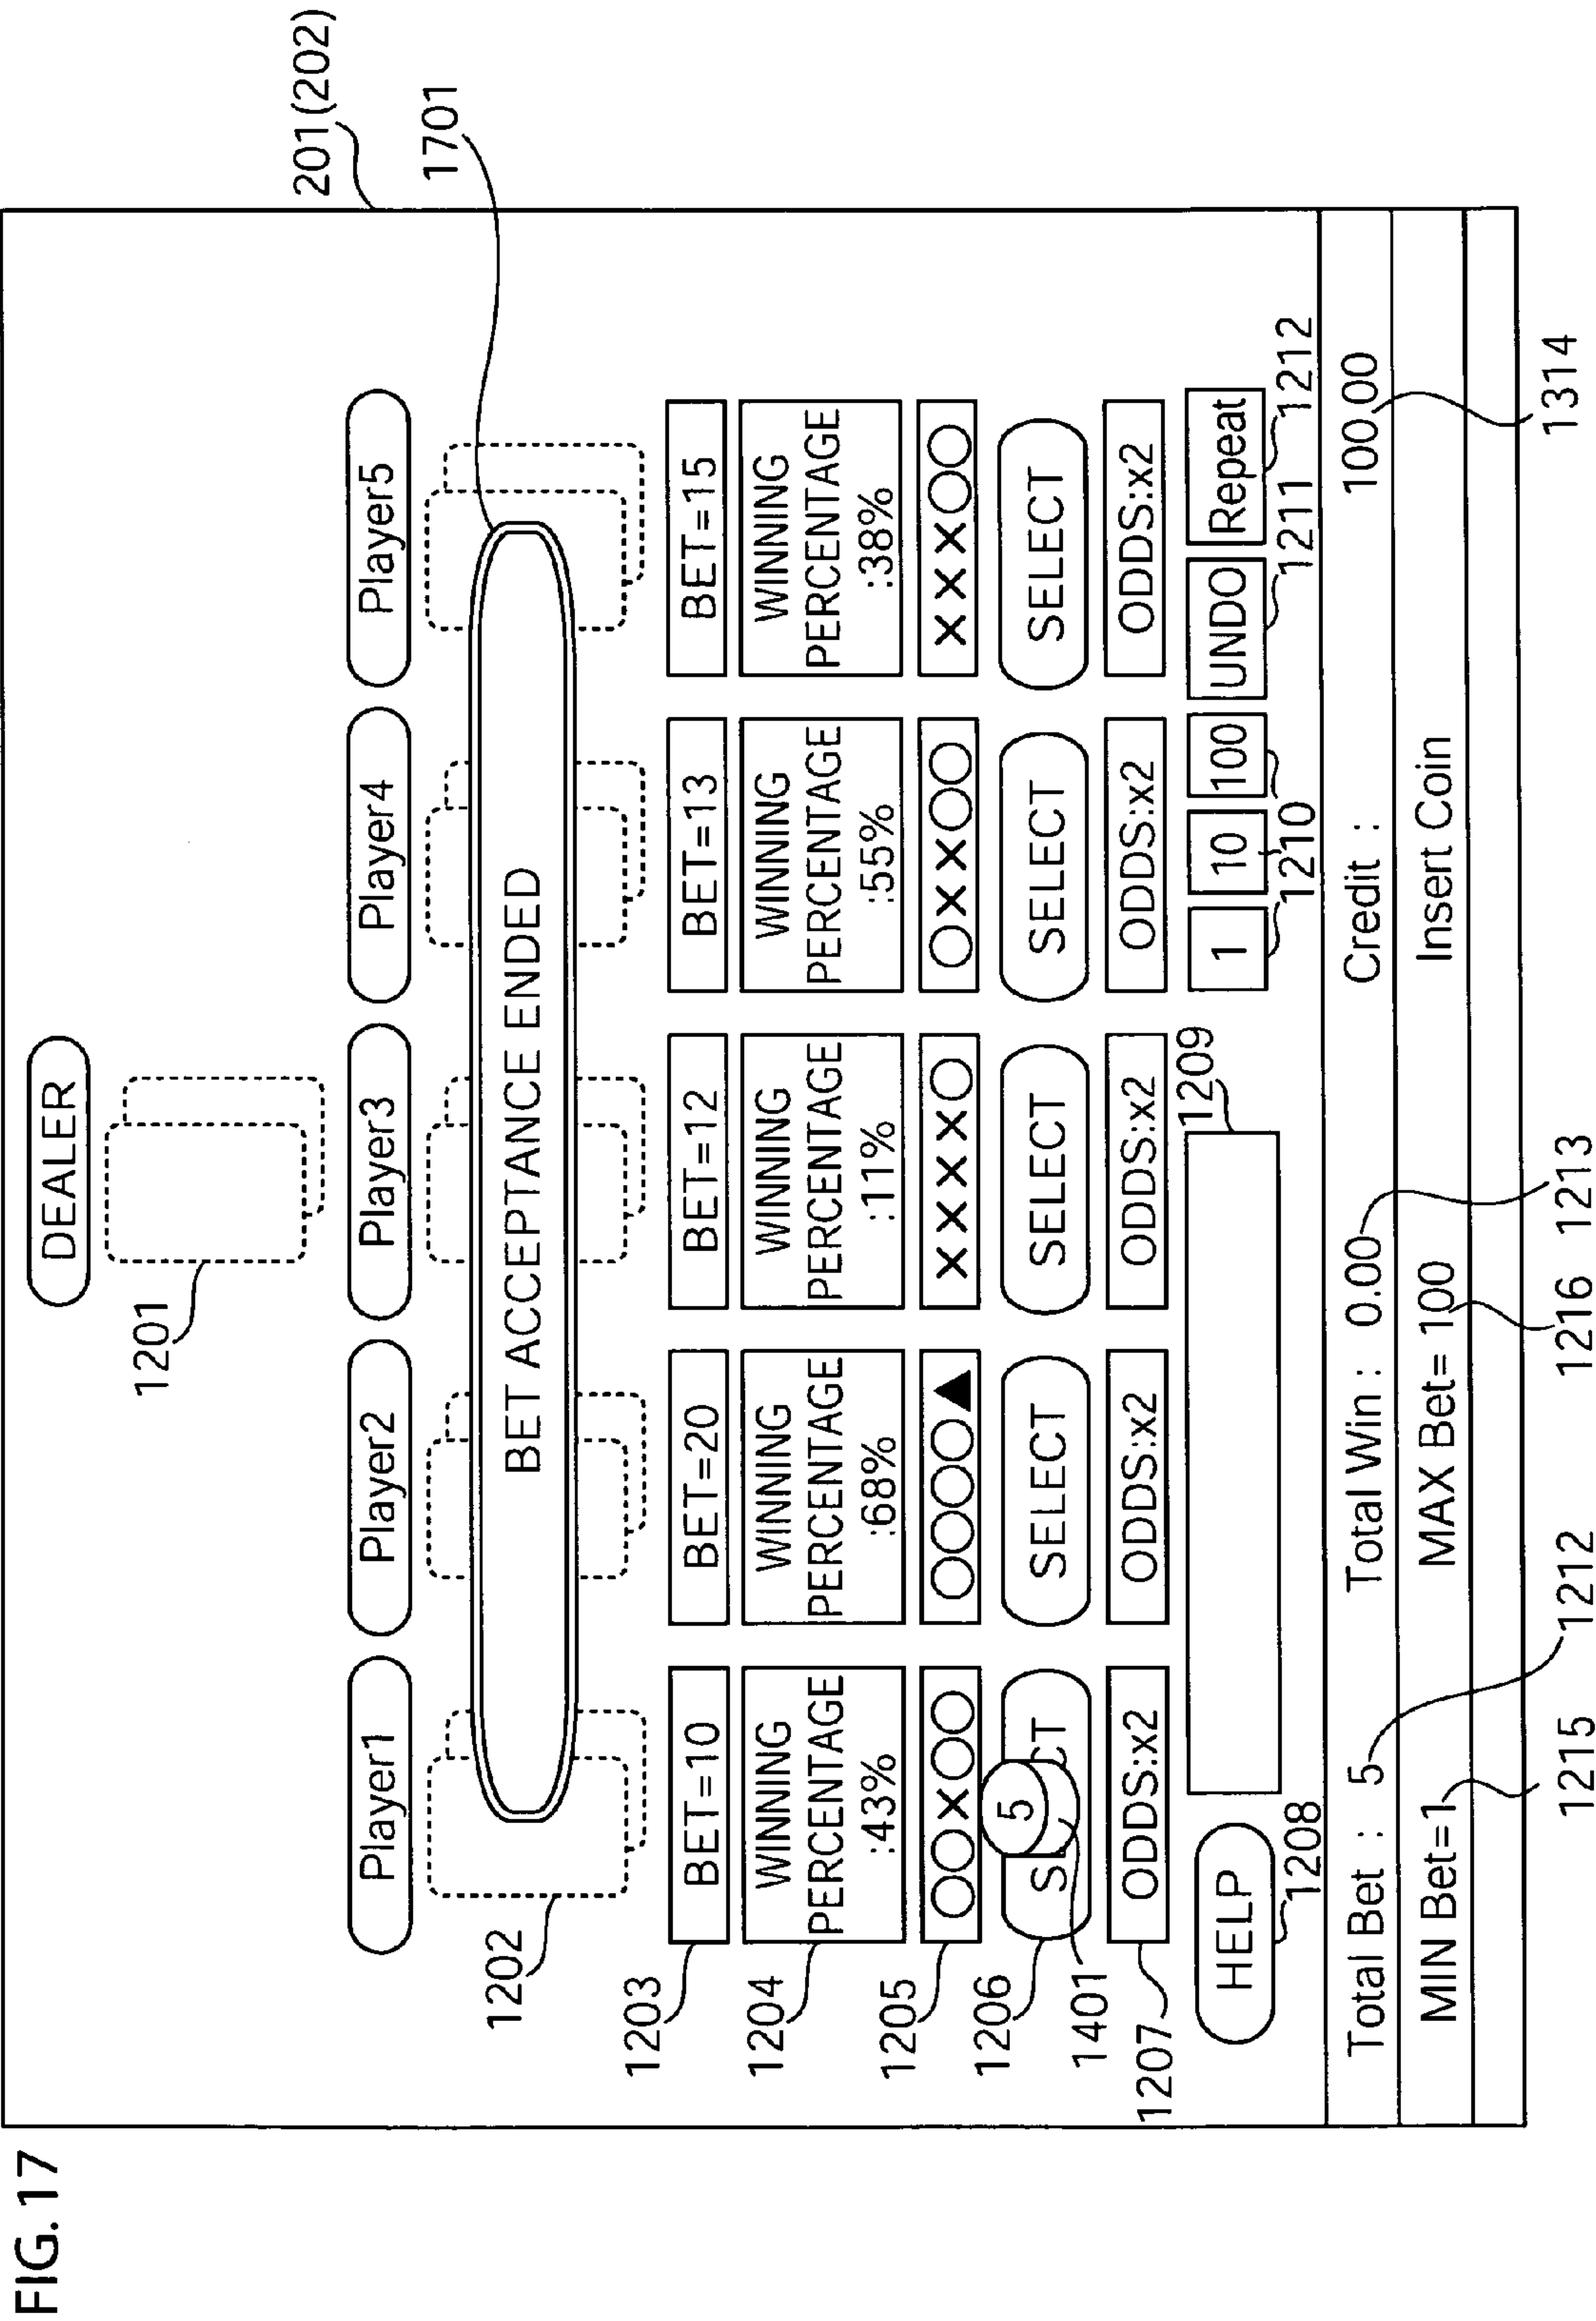 FIG. 17
201(202)
DEALER
1201
1701
Player1 Player2 Player3 Player4 Player5
1202
BET ACCEPTANCE ENDED
1203 BET=10 BET=20 BET=12 BET=13 BET=15
1204 WINNING WINNING WINNING WINNING WINNING
PERCENTAGE PERCENTAGE PERCENTAGE PERCENTAGE PERCENTAGE
:43% :68% :11% :55% :38%
1205 ○○×○○ ○○○○▲ ××××○ ○××○○ ×××○○
1206 SELECT SELECT SELECT SELECT
5
1401
1207 ODDS:x2 ODDS:x2 ODDS:x2 ODDS:x2 ODDS:x2
HELP 1209 1 10 100 UNDO Repeat
1208 1210 1211 1212
Total Bet : 5 Total Win : 0.00 Credit : 100.00
MIN Bet=1 MAX Bet= 100 Insert Coin
1215 1212 1216 1213 1314